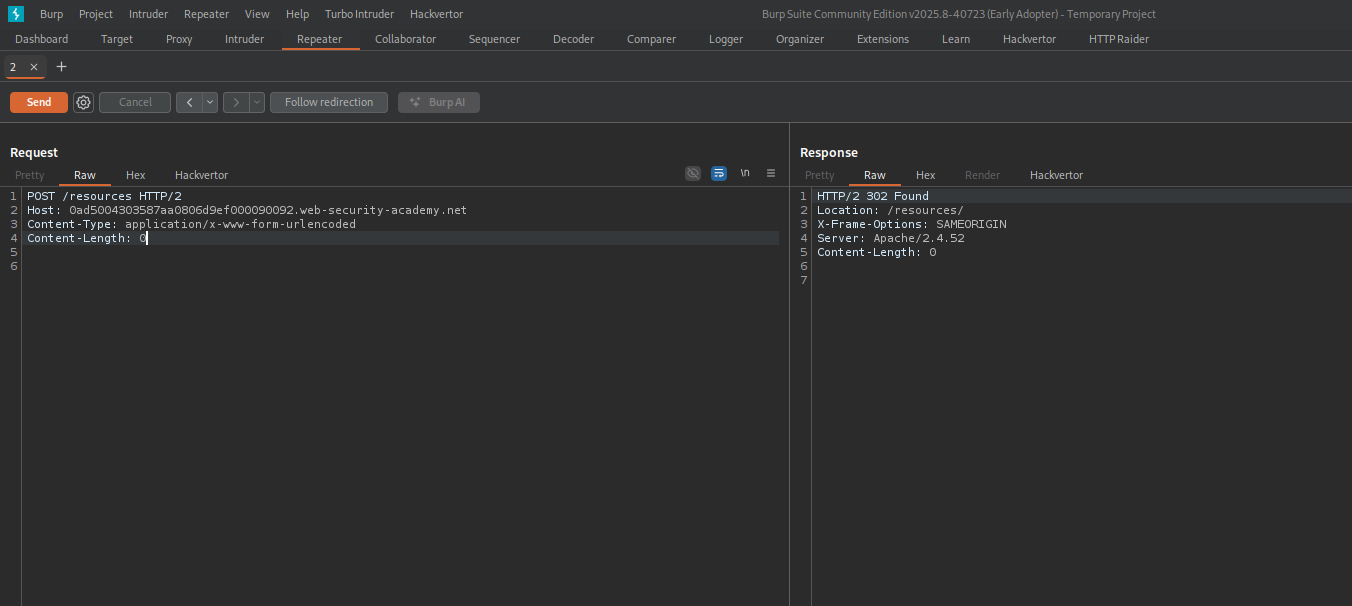 Burp Project Intruder Repeater View Help Turbo Intruder Hackvertor Burp Suite Community Edition v2025.8-40723 (Early Adopter) - Temporary Project
Dashboard Target Proxy Intruder Repeater Collaborator Sequencer Decoder Comparer Logger Organizer Extensions Learn Hackvertor HTTP Raider
2 × +
Send Cancel < > Follow redirection Burp AI
Request
Pretty Raw Hex Hackvertor \n
1 POST /resources HTTP/2
2 Host: 0ad5004303587aa0806d9ef000090092.web-security-academy.net
3 Content-Type: application/x-www-form-urlencoded
4 Content-Length: 0
5
6
Response
Pretty Raw Hex Render Hackvertor
1 HTTP/2 302 Found
2 Location: /resources/
3 X-Frame-Options: SAMEORIGIN
4 Server: Apache/2.4.52
5 Content-Length: 0
6
7